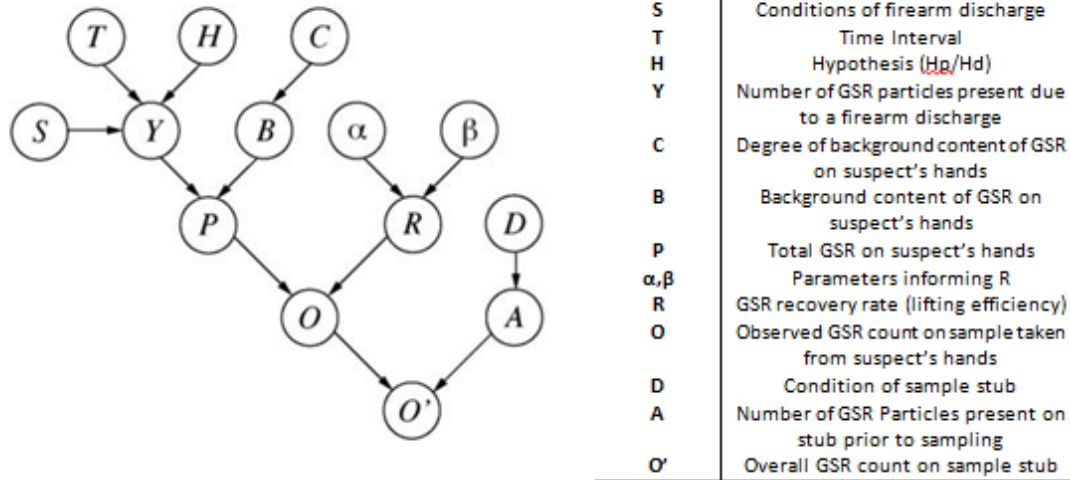 T H C
S Y B α β
P R D
O A
O'
S Conditions of firearm discharge
T Time Interval
H Hypothesis (Hp/Hd)
Y Number of GSR particles present due
to a firearm discharge
C Degree of background content of GSR
on suspect's hands
B Background content of GSR on
suspect's hands
P Total GSR on suspect's hands
α,β Parameters informing R
R GSR recovery rate (lifting efficiency)
O Observed GSR count on sample taken
from suspect's hands
D Condition of sample stub
A Number of GSR Particles present on
stub prior to sampling
O' Overall GSR count on sample stub